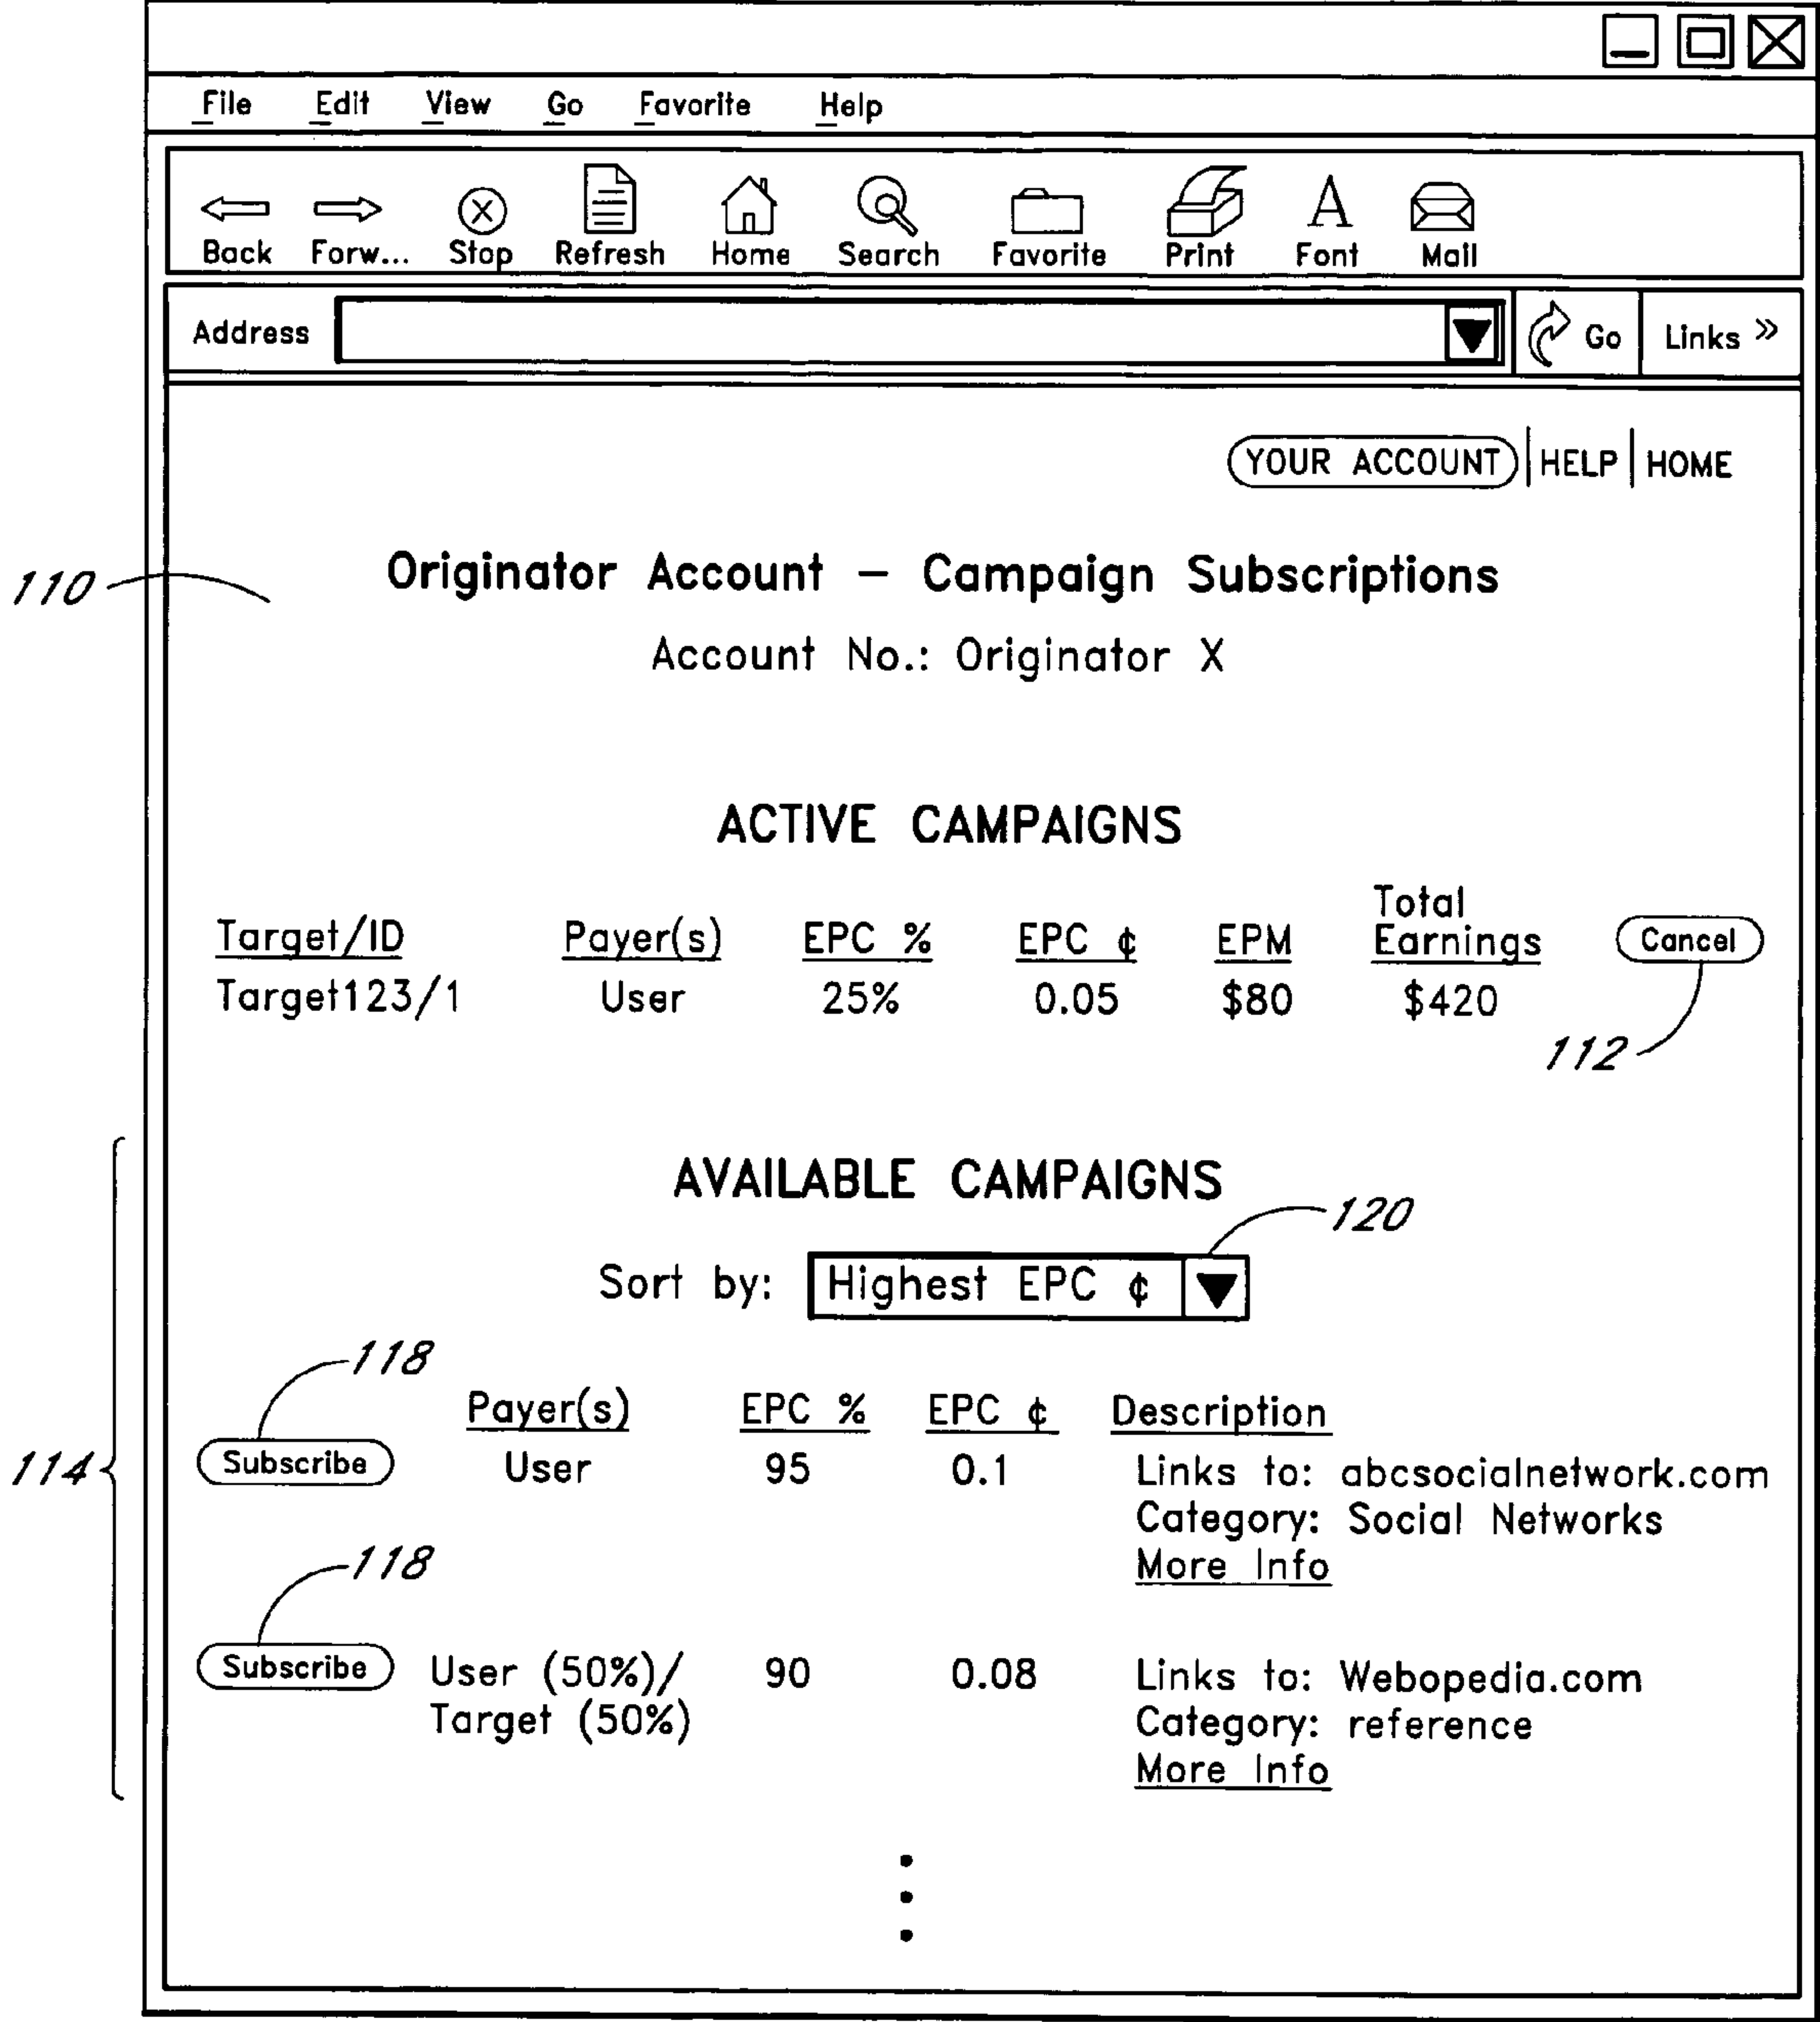 File Edit View Go Favorite Help
Back Forw... Stop Refresh Home Search Favorite Print Font Mail
Address Go Links »
YOUR ACCOUNT HELP HOME
110
Originator Account – Campaign Subscriptions
Account No.: Originator X
ACTIVE CAMPAIGNS
Target/ID Payer(s) EPC % EPC ¢ EPM Total Earnings Cancel
Target123/1 User 25% 0.05 $80 $420
112
AVAILABLE CAMPAIGNS
120
Sort by: Highest EPC ¢
118
Payer(s) EPC % EPC ¢ Description
114
Subscribe User 95 0.1 Links to: abcsocialnetwork.com
Category: Social Networks
More Info
118
Subscribe User (50%)/ 90 0.08 Links to: Webopedia.com
Target (50%) Category: reference
More Info